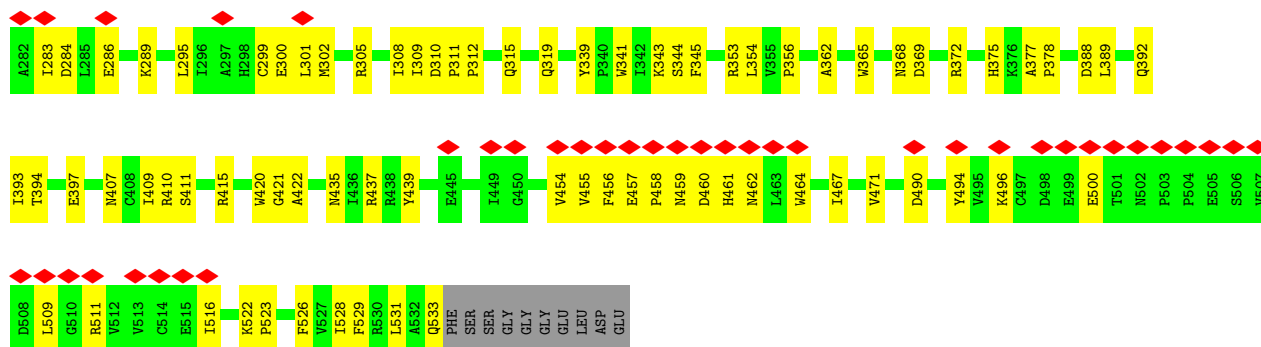 A282 I283 D284 L285 E286 K289 L295 I296 A297 H298 C299 E300 L301 M302 R305 I308 I309 D310 P311 P312 Q315 Q319 Y339 P340 W341 I342 K343 S344 F345 R353 L354 V355 P356 A362 W365 N368 D369 R372 H375 K376 A377 P378 D388 L389 Q392
I393 T394 E397 N407 C408 I409 R410 S411 R415 W420 G421 A422 N435 I436 R437 R438 Y439 E445 I449 G450 V454 V455 F456 E457 P458 N459 D460 H461 N462 L463 W464 I467 V471 D490 Y494 V495 K496 C497 D498 E499 E500 T501 N502 P503 P504 E505 S506 V507
D508 L509 G510 R511 V512 V513 C514 E515 I516 K522 P523 F526 V527 I528 F529 R530 L531 A532 Q533 PHE SER SER GLY GLY GLY GLU LEU ASP GLU